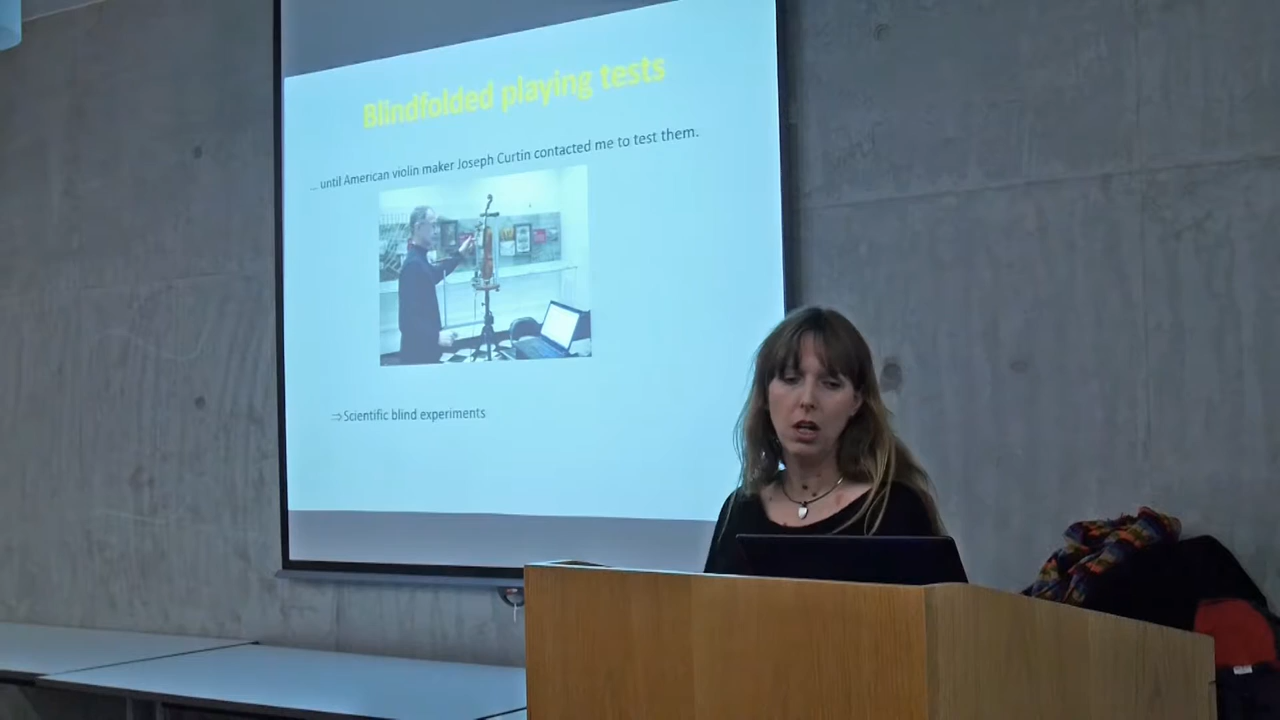 Blindfolded playing tests
... until American violin maker Joseph Curtin contacted me to test them.
⇒Scientific blind experiments